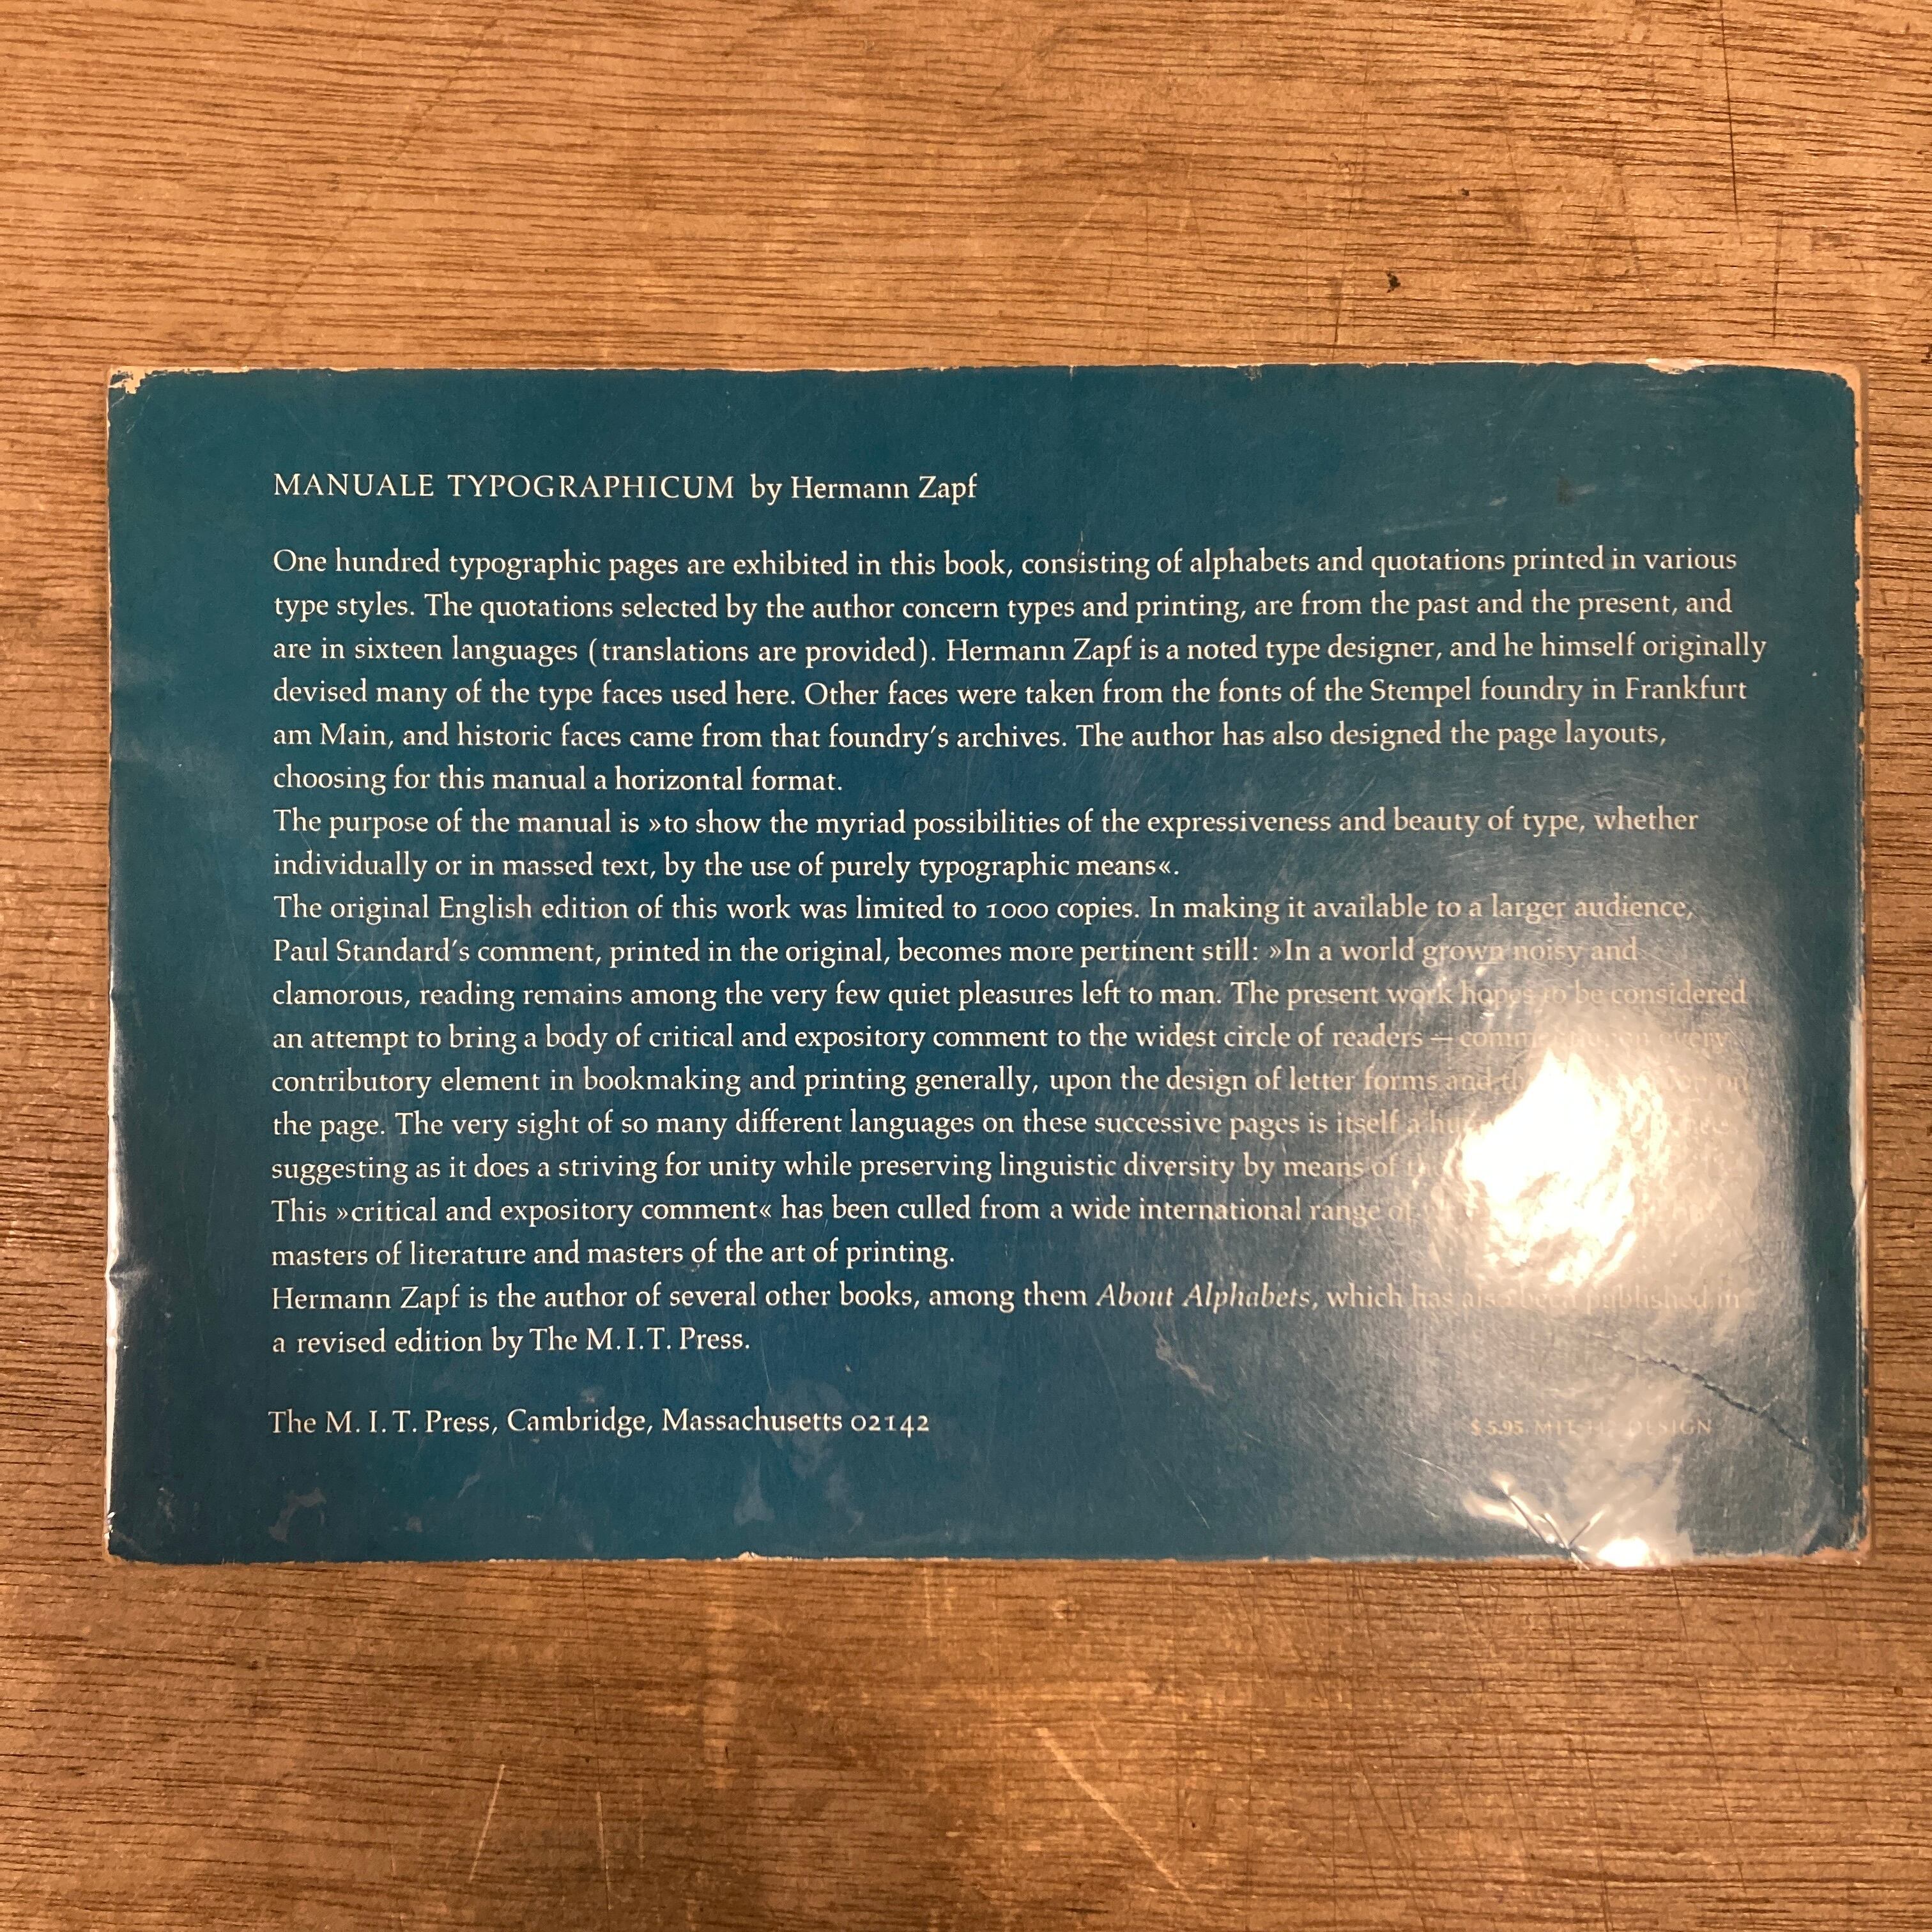 MANUALE TYPOGRAPHICUM by Hermann Zapf
One hundred typographic pages are exhibited in this book, consisting of alphabets and quotations printed in various
type styles. The quotations selected by the author concern types and printing, are from the past and the present, and
are in sixteen languages (translations are provided). Hermann Zapf is a noted type designer, and he himself originally
devised many of the type faces used here. Other faces were taken from the fonts of the Stempel foundry in Frankfurt
am Main, and historic faces came from that foundry's archives. The author has also designed the page layouts,
choosing for this manual a horizontal format.
The purpose of the manual is »to show the myriad possibilities of the expressiveness and beauty of type, whether
individually or in massed text, by the use of purely typographic means«.
The original English edition of this work was limited to 1000 copies. In making it available to a larger audience,
Paul Standard's comment, printed in the original, becomes more pertinent still: »In a world grown noisy and
clamorous, reading remains among the very few quiet pleasures left to man. The present work hopes to be considered
an attempt to bring a body of critical and expository comment to the widest circle of readers — every
contributory element in bookmaking and printing generally, upon the design of letter forms and
the page. The very sight of so many different languages on these successive pages is itself a
suggesting as it does a striving for unity while preserving linguistic diversity by means of
This »critical and expository comment« has been culled from a wide international range of
masters of literature and masters of the art of printing.
Hermann Zapf is the author of several other books, among them About Alphabets, which has also been published in
a revised edition by The M.I.T. Press.
The M. I. T. Press, Cambridge, Massachusetts 02142
$5.95 DESIGN